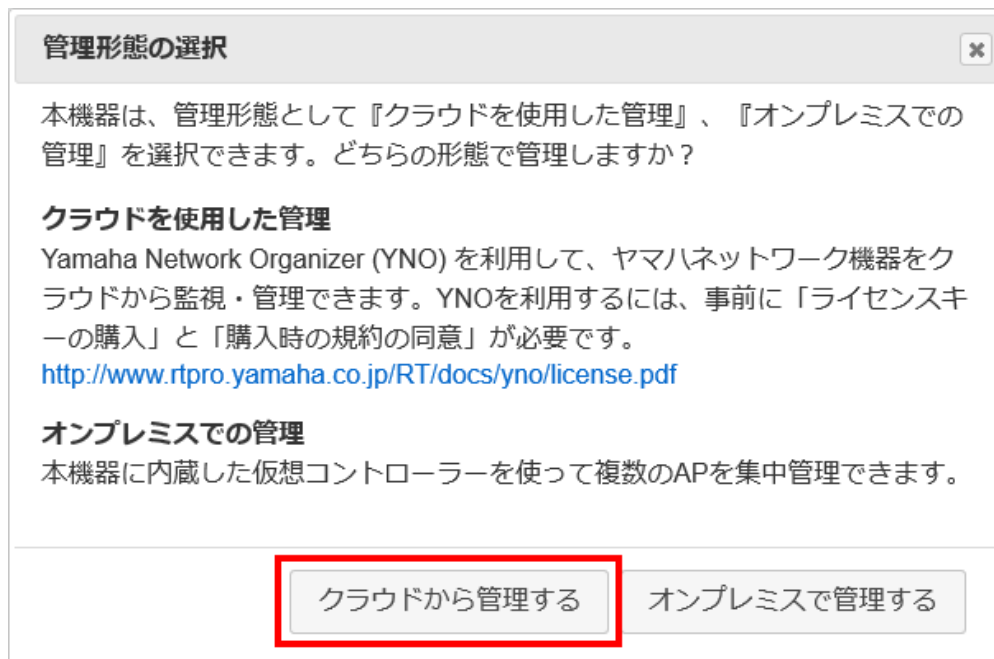 管理形態の選択
本機器は、管理形態として『クラウドを使用した管理』、『オンプレミスでの
管理』を選択できます。どちらの形態で管理しますか？
クラウドを使用した管理
Yamaha Network Organizer (YNO) を利用して、ヤマハネットワーク機器をク
ラウドから監視・管理できます。YNOを利用するには、事前に「ライセンスキ
ーの購入」と「購入時の規約の同意」が必要です。
http://www.rtpro.yamaha.co.jp/RT/docs/yno/license.pdf
オンプレミスでの管理
本機器に内蔵した仮想コントローラーを使って複数のAPを集中管理できます。
クラウドから管理する オンプレミスで管理する